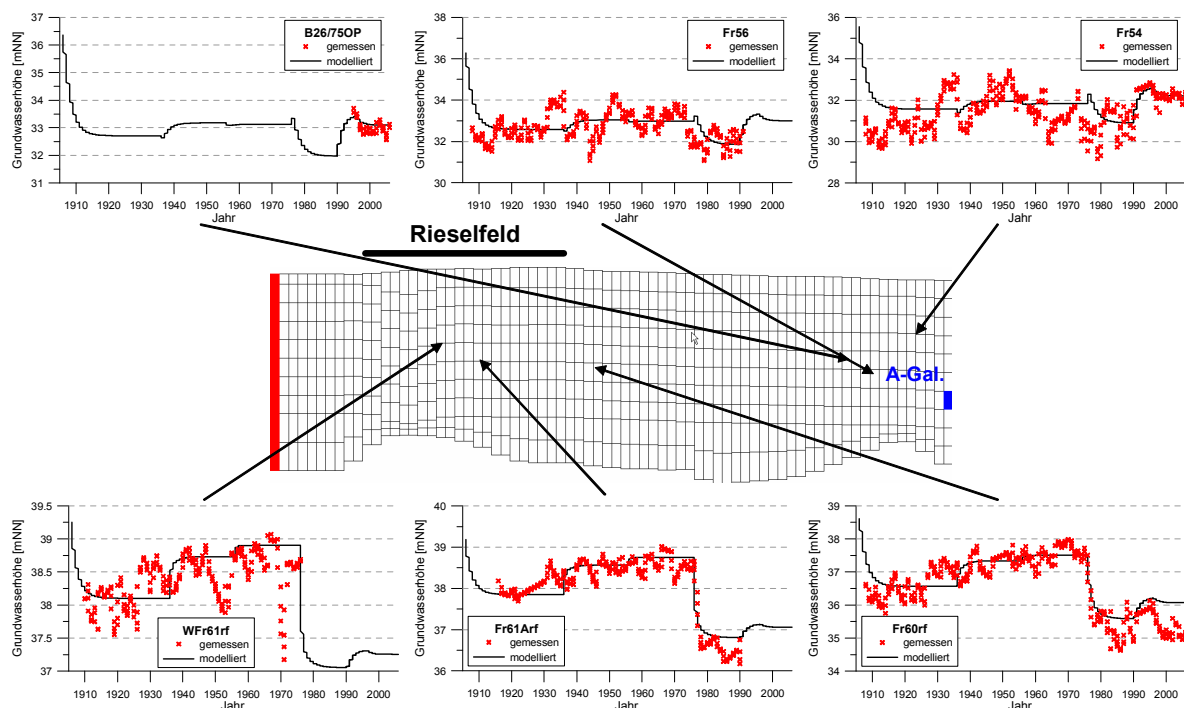 37
36
35
34
33
32
31
Grundwasserhöhe [mNN]
B26/75OP
gemessen
modelliert
1910 1920 1930 1940 1950 1960 1970 1980 1990 2000
Jahr
38
36
34
32
30
Grundwasserhöhe [mNN]
Fr56
gemessen
modelliert
1910 1920 1930 1940 1950 1960 1970 1980 1990 2000
Jahr
36
34
32
30
28
Grundwasserhöhe [mNN]
Fr54
gemessen
modelliert
1910 1920 1930 1940 1950 1960 1970 1980 1990 2000
Jahr
Rieselfeld
A-Gal.
39.5
39
38.5
38
37.5
37
Grundwasserhöhe [mNN]
WFr61rf
gemessen
modelliert
1910 1920 1930 1940 1950 1960 1970 1980 1990 2000
Jahr
40
39
38
37
36
Grundwasserhöhe [mNN]
Fr61Arf
gemessen
modelliert
1910 1920 1930 1940 1950 1960 1970 1980 1990 2000
Jahr
39
38
37
36
35
34
Grundwasserhöhe [mNN]
Fr60rf
gemessen
modelliert
1910 1920 1930 1940 1950 1960 1970 1980 1990 2000
Jahr